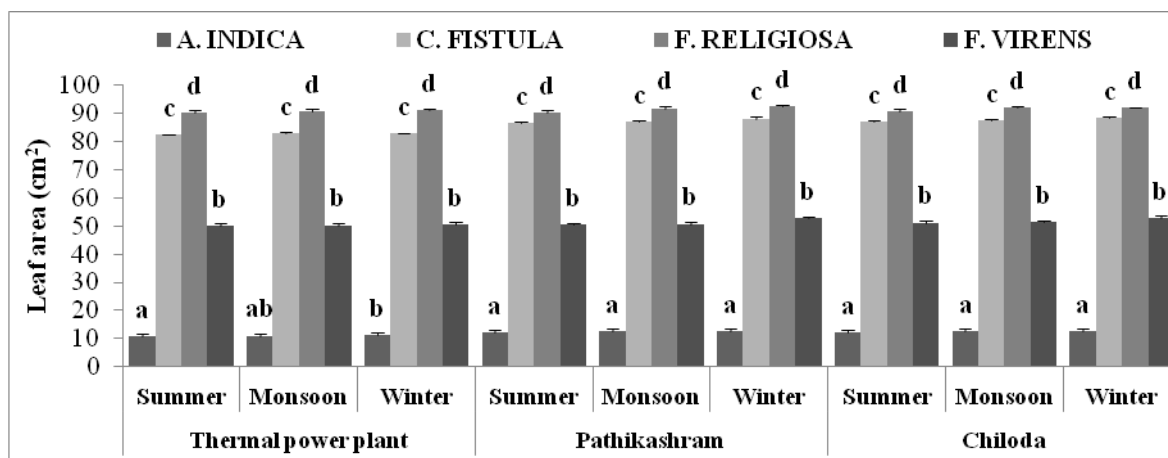 A. INDICA C. FISTULA F. RELIGIOSA F. VIRENS
Leaf area (cm²)
100
90
80
70
60
50
40
30
20
10
0
a c d b ab c d b b c d b a c d b a c d b a c d b a c d b a c d b a c d b
Summer Monsoon Winter Summer Monsoon Winter Summer Monsoon Winter
Thermal power plant Pathikashram Chiloda